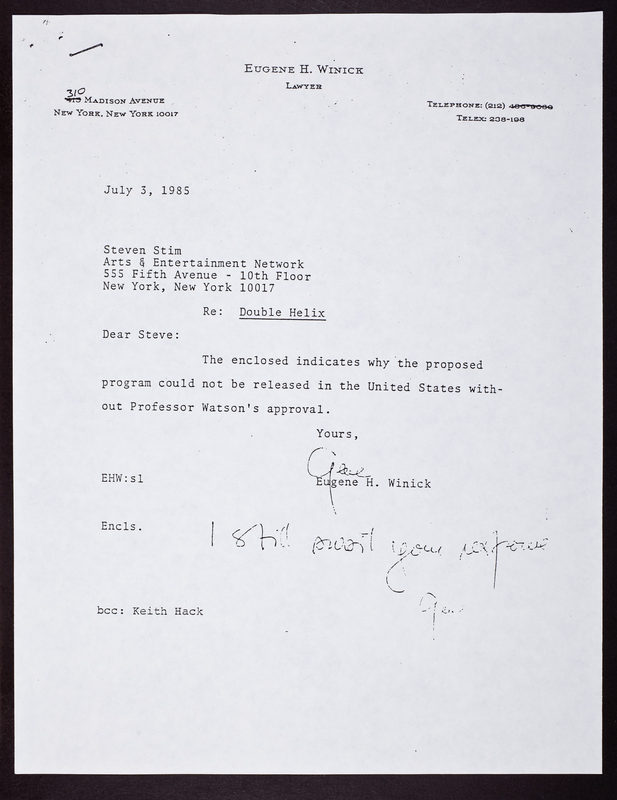 EUGENE H. WINICK
LAWYER
310
MADISON AVENUE
NEW YORK, NEW YORK 10017
TELEPHONE: (212)
TELEX: 238-198
July 3, 1985
Steven Stim
Arts & Entertainment Network
555 Fifth Avenue - 10th Floor
New York, New York 10017
Re: Double Helix
Dear Steve:
The enclosed indicates why the proposed
program could not be released in the United States with-
out Professor Watson's approval.
Yours,
Gene
Eugene H. Winick
EHW:sl
Encls.
I still await your response
Gene
bcc: Keith Hack